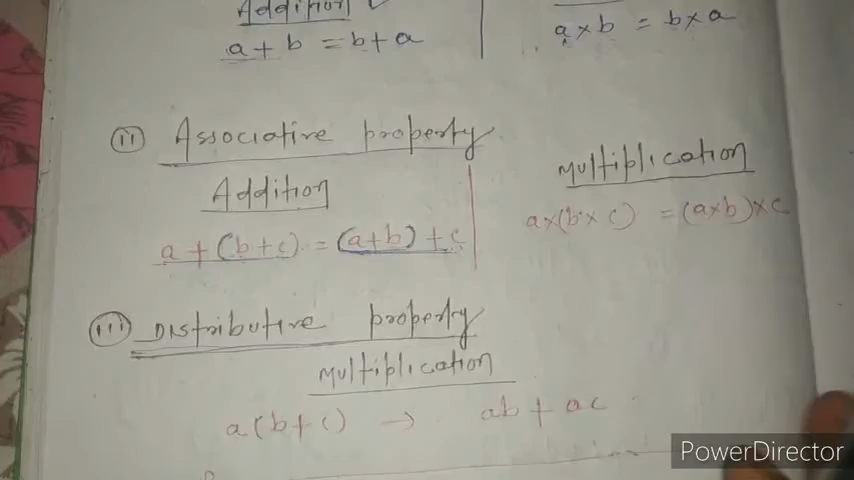 Addition
a + b = b + a
a × b = b × a
(ii) Associative property
Addition
a + (b + c) = (a+b) + c
Multiplication
a×(b × c) = (a×b)×c
(iii) Distributive property
Multiplication
a(b + c) → ab + ac
PowerDirector